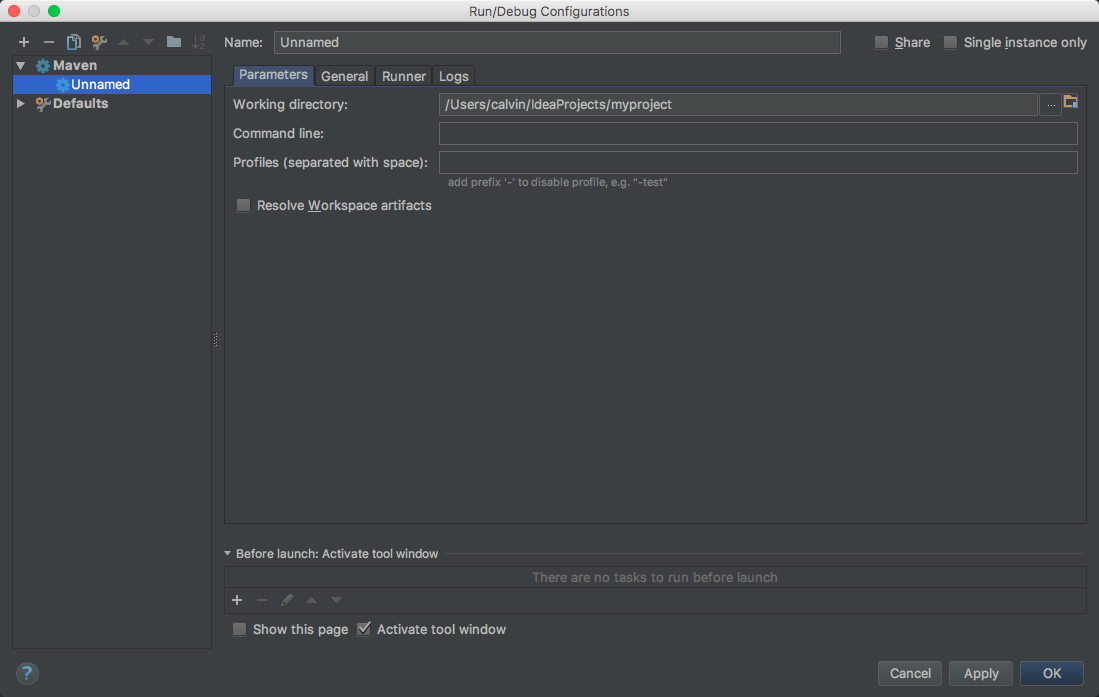 Run/Debug Configurations
Name: Unnamed Share Single instance only
Maven
Unnamed
Defaults
Parameters General Runner Logs
Working directory: /Users/calvin/IdeaProjects/myproject ...
Command line:
Profiles (separated with space):
add prefix '-' to disable profile, e.g. "-test"
Resolve Workspace artifacts
Before launch: Activate tool window
There are no tasks to run before launch
Show this page Activate tool window
? Cancel Apply OK